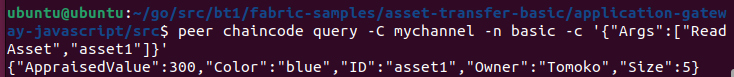 ubuntu@ubuntu:~/go/src/bt1/fabric-samples/asset-transfer-basic/application-gatew
ay-javascript/src$ peer chaincode query -C mychannel -n basic -c '{"Args":["Read
Asset","asset1"]}'
{"AppraisedValue":300,"Color":"blue","ID":"asset1","Owner":"Tomoko","Size":5}